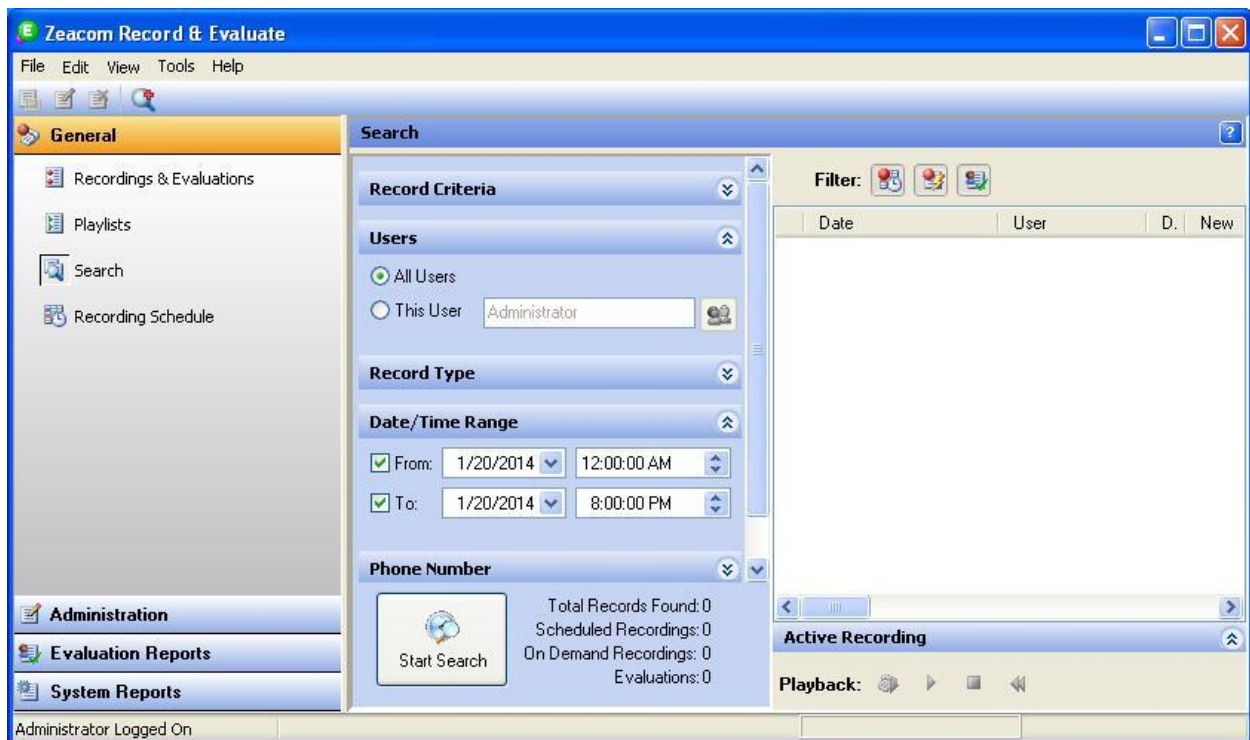 Zeacom Record & Evaluate
File Edit View Tools Help
General
Recordings & Evaluations
Playlists
Search
Recording Schedule
Administration
Evaluation Reports
System Reports
Search
Record Criteria
Users
All Users
This User Administrator
Record Type
Date/Time Range
From: 1/20/2014 12:00:00 AM
To: 1/20/2014 8:00:00 PM
Phone Number
Start Search
Total Records Found: 0
Scheduled Recordings: 0
On Demand Recordings: 0
Evaluations: 0
Filter:
Date User D. New
Active Recording
Playback:
Administrator Logged On